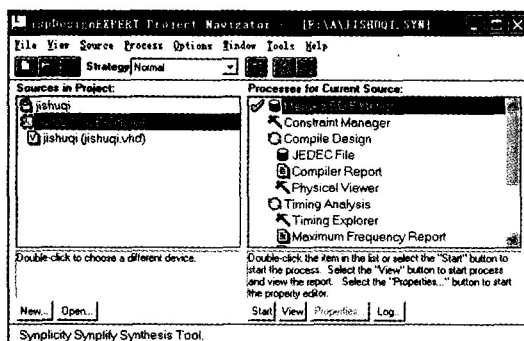 ispDesignEXPERT Project Navigator - [F:\A\JISHUQI.SYN]
File View Source Process Options Window Tools Help
Strategy Normal
Sources in Project:
jishuqi
jishuqi (jishuqi.vhd)
Processes for Current Source:
Constraint Manager
Compile Design
JEDEC File
Compiler Report
Physical Viewer
Timing Analysis
Timing Explorer
Maximum Frequency Report
Double-click to choose a different device.
New... Open...
Double-click the item in the list or select the "Start" button to
start the process. Select the "View" button to start process
and view the report. Select the "Properties..." button to start
the property editor.
Start View Properties... Log..
Synplicity Synplify Synthesis Tool.